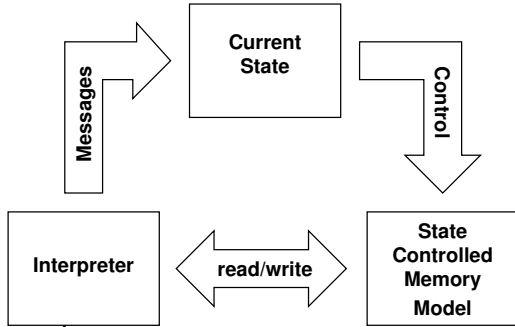 Current
State
Messages
Control
Interpreter
read/write
State
Controlled
Memory
Model